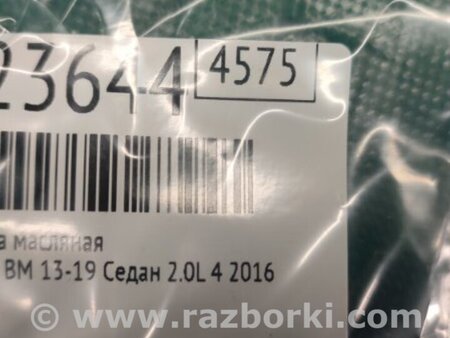 23644 4575
а масляная
BM 13-19 Седан 2.0L 4 2016
© www.razborki.com